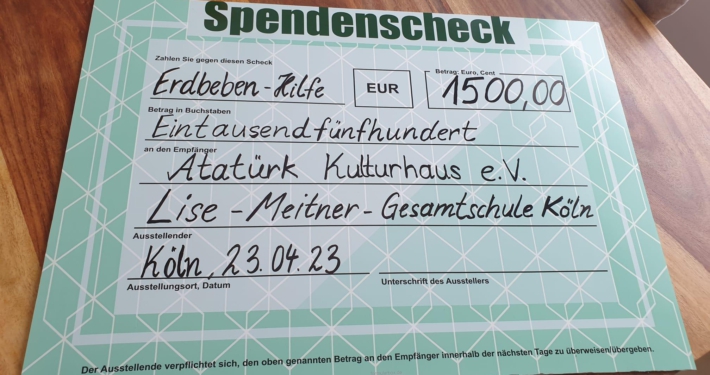 Spendenscheck
Zahlen Sie gegen diesen Scheck
Betrag: Euro, Cent
Erdbeben-Hilfe EUR 1500,00
Betrag in Buchstaben
Eintausendfünfhundert
an den Empfänger
Atatürk Kulturhaus e.V.
Lise-Meitner-Gesamtschule Köln
Ausstellender
Köln, 23.04.23
Ausstellungsort, Datum
Unterschrift des Ausstellers
Der Ausstellende verpflichtet sich, den oben genannten Betrag an den Empfänger innerhalb der nächsten Tage zu überweisen/übergeben.